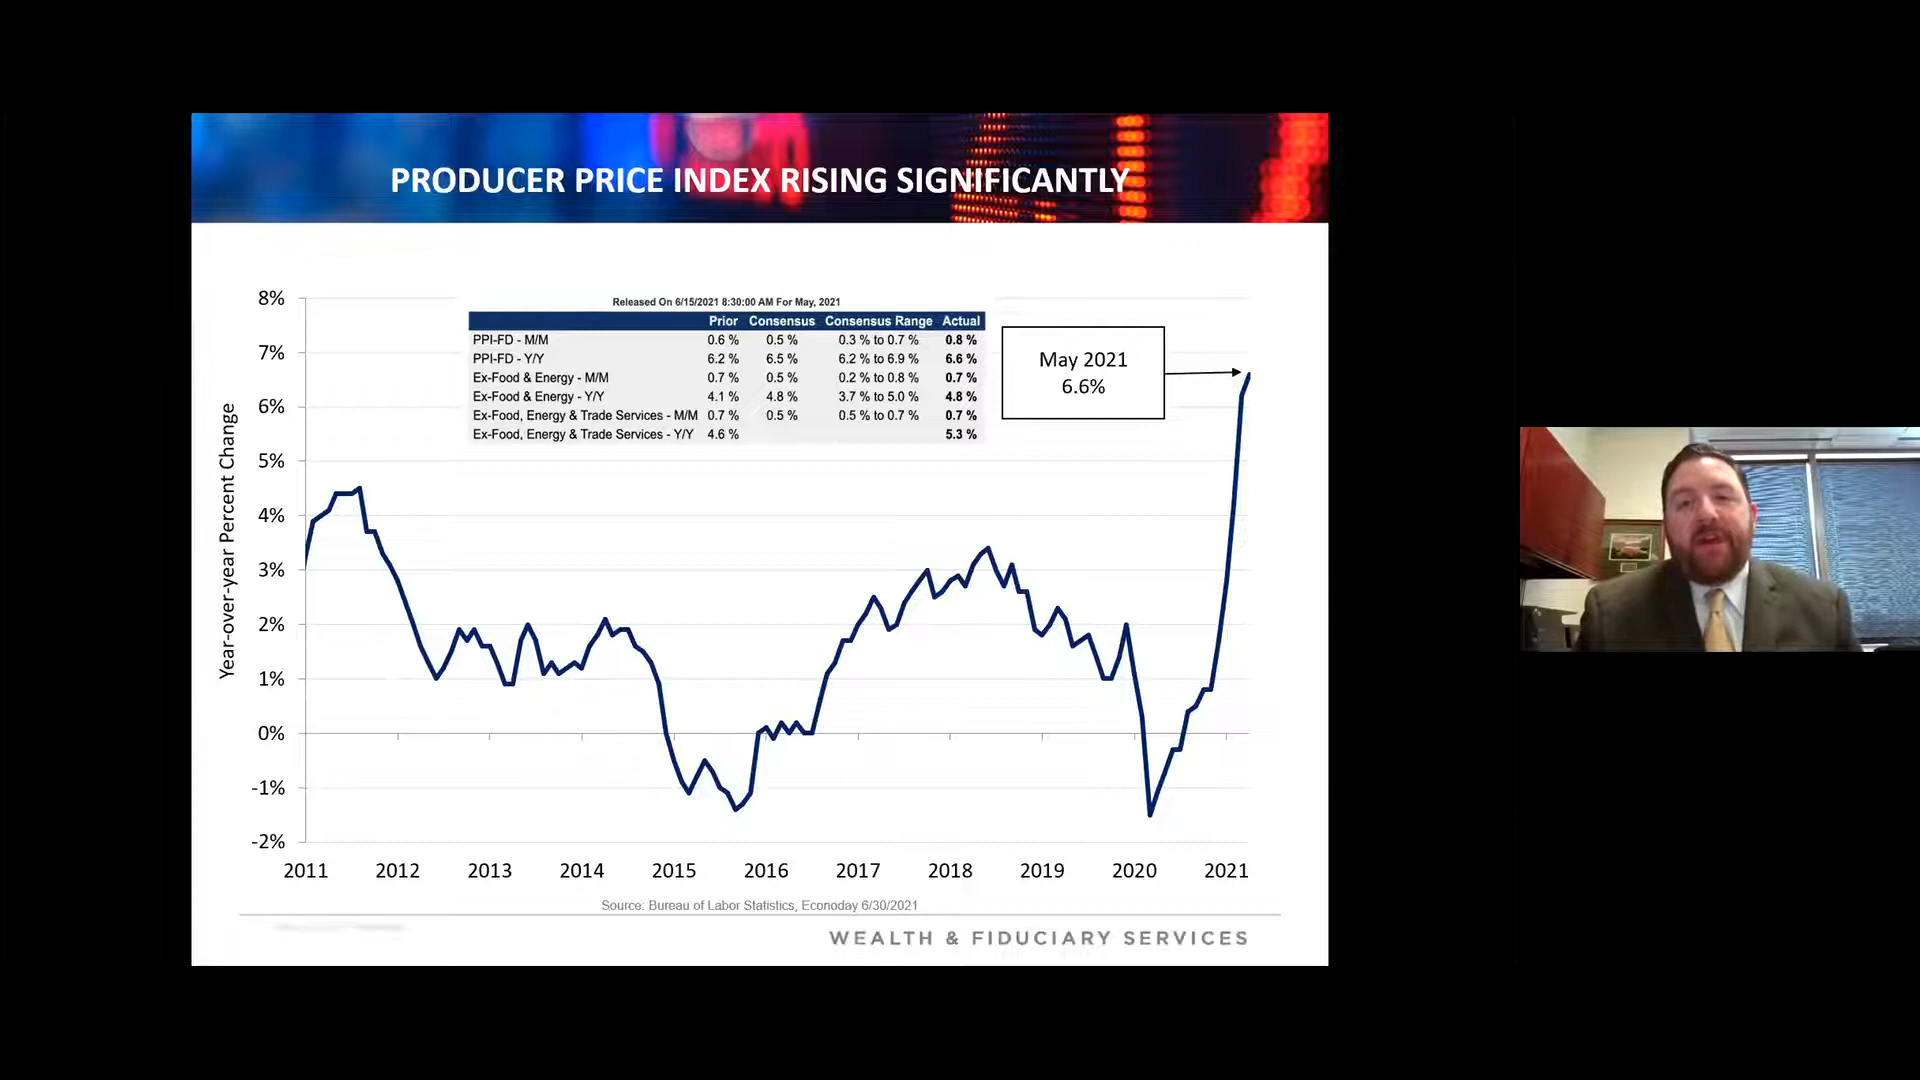 PRODUCER PRICE INDEX RISING SIGNIFICANTLY
Released On 6/15/2021 8:30:00 AM For May, 2021
Prior Consensus Consensus Range Actual
PPI-FD - M/M 0.6 % 0.5 % 0.3 % to 0.7 % 0.8 %
PPI-FD - Y/Y 6.2 % 6.5 % 6.2 % to 6.9 % 6.6 %
Ex-Food & Energy - M/M 0.7 % 0.5 % 0.2 % to 0.8 % 0.7 %
Ex-Food & Energy - Y/Y 4.1 % 4.8 % 3.7 % to 5.0 % 4.8 %
Ex-Food, Energy & Trade Services - M/M 0.7 % 0.5 % 0.5 % to 0.7 % 0.7 %
Ex-Food, Energy & Trade Services - Y/Y 4.6 % 5.3 %
May 2021
6.6%
Year-over-year Percent Change
8%
7%
6%
5%
4%
3%
2%
1%
0%
-1%
-2%
2011 2012 2013 2014 2015 2016 2017 2018 2019 2020 2021
Source: Bureau of Labor Statistics, Econoday 6/30/2021
WEALTH & FIDUCIARY SERVICES